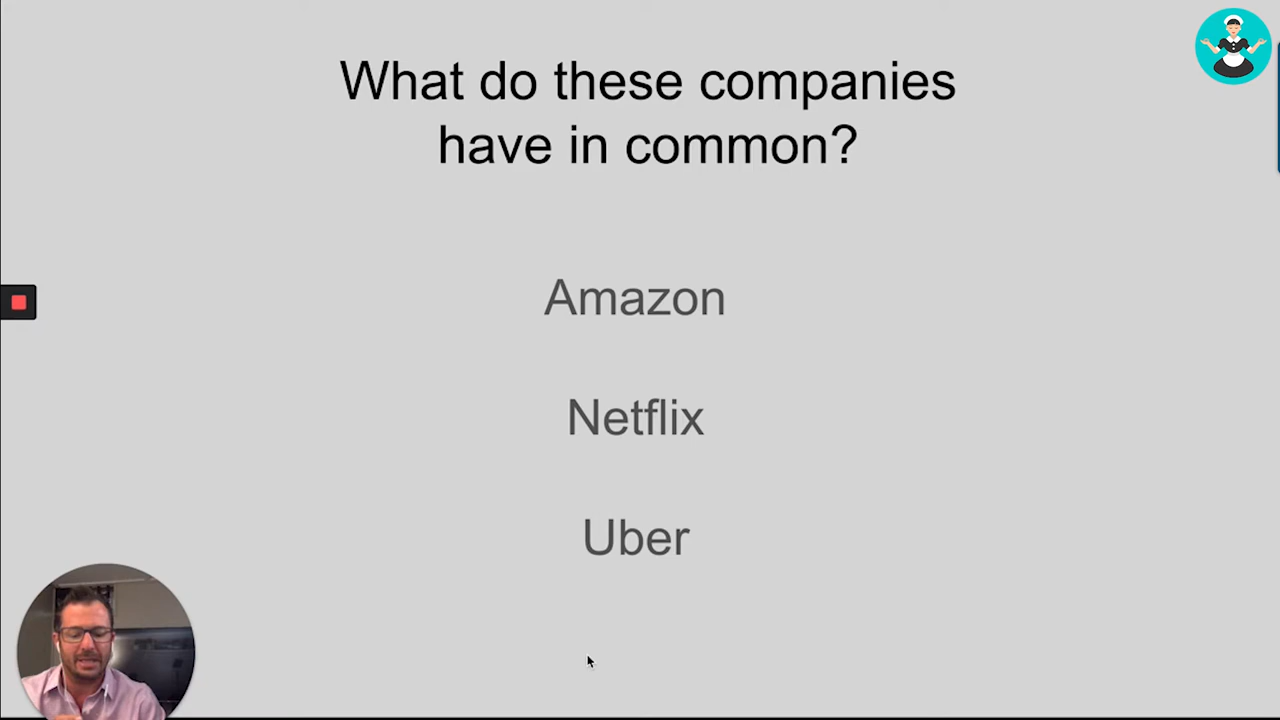 What do these companies
have in common?
Amazon
Netflix
Uber